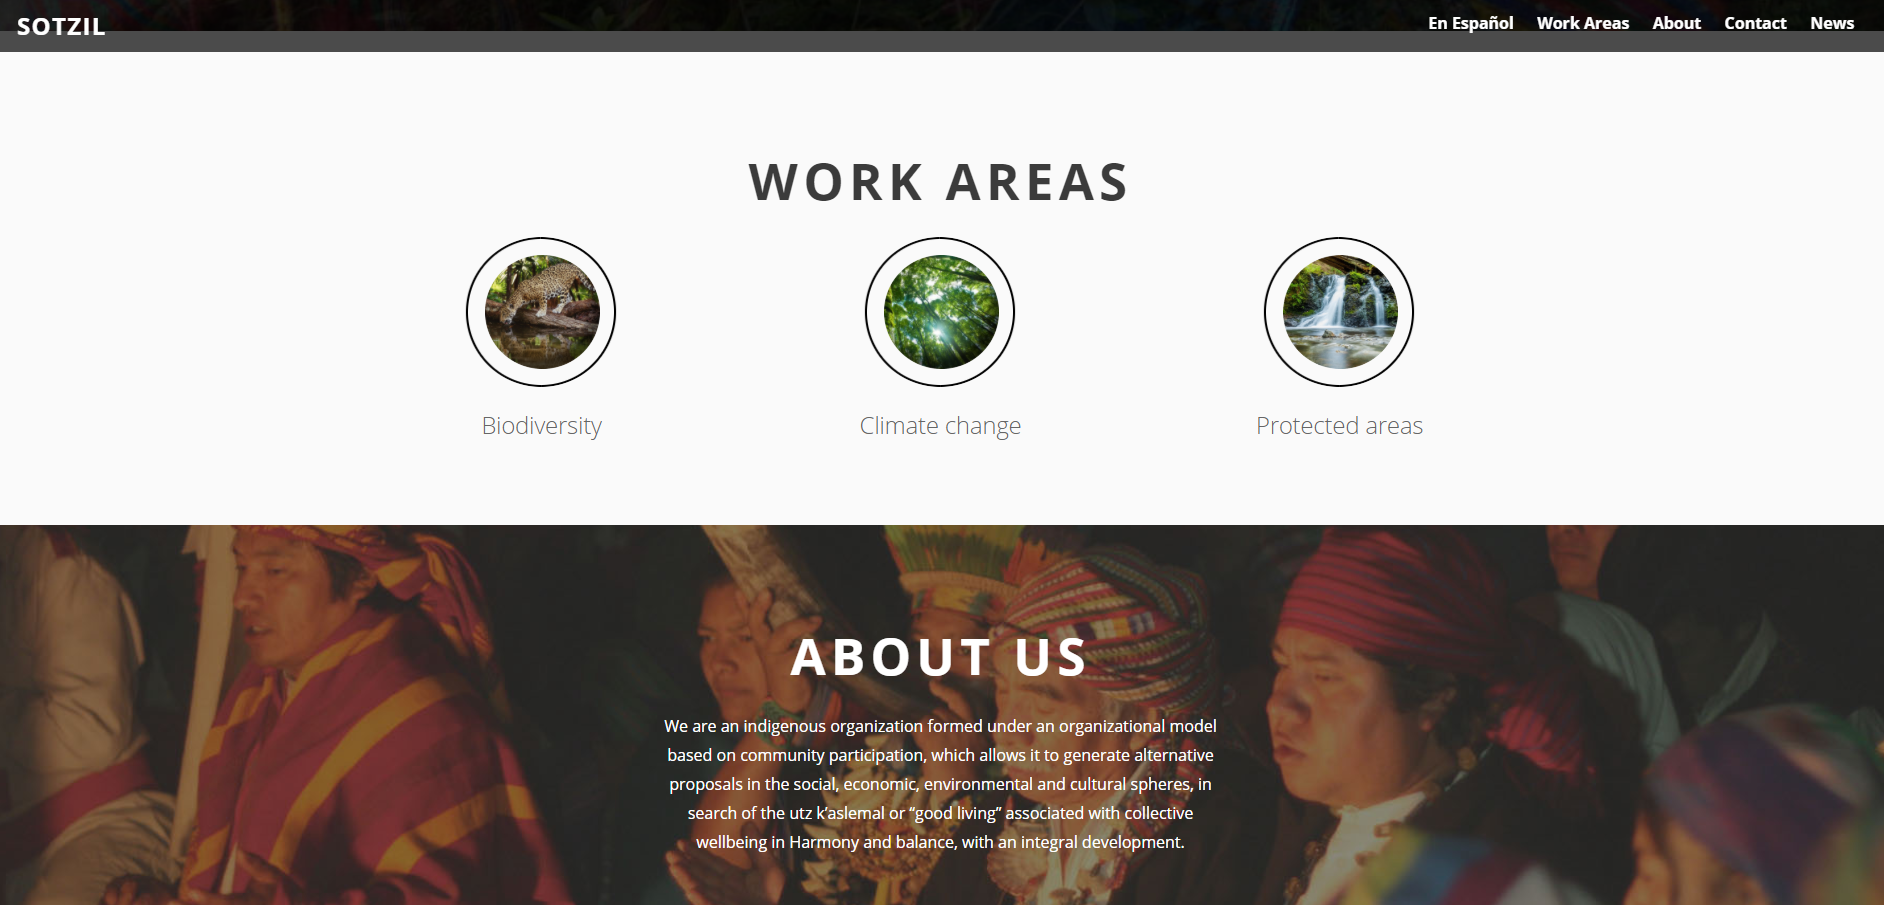 SOTZIL
En Español Work Areas About Contact News
WORK AREAS
Biodiversity
Climate change
Protected areas
ABOUT US
We are an indigenous organization formed under an organizational model
based on community participation, which allows it to generate alternative
proposals in the social, economic, environmental and cultural spheres, in
search of the utz k’aslemal or “good living” associated with collective
wellbeing in Harmony and balance, with an integral development.